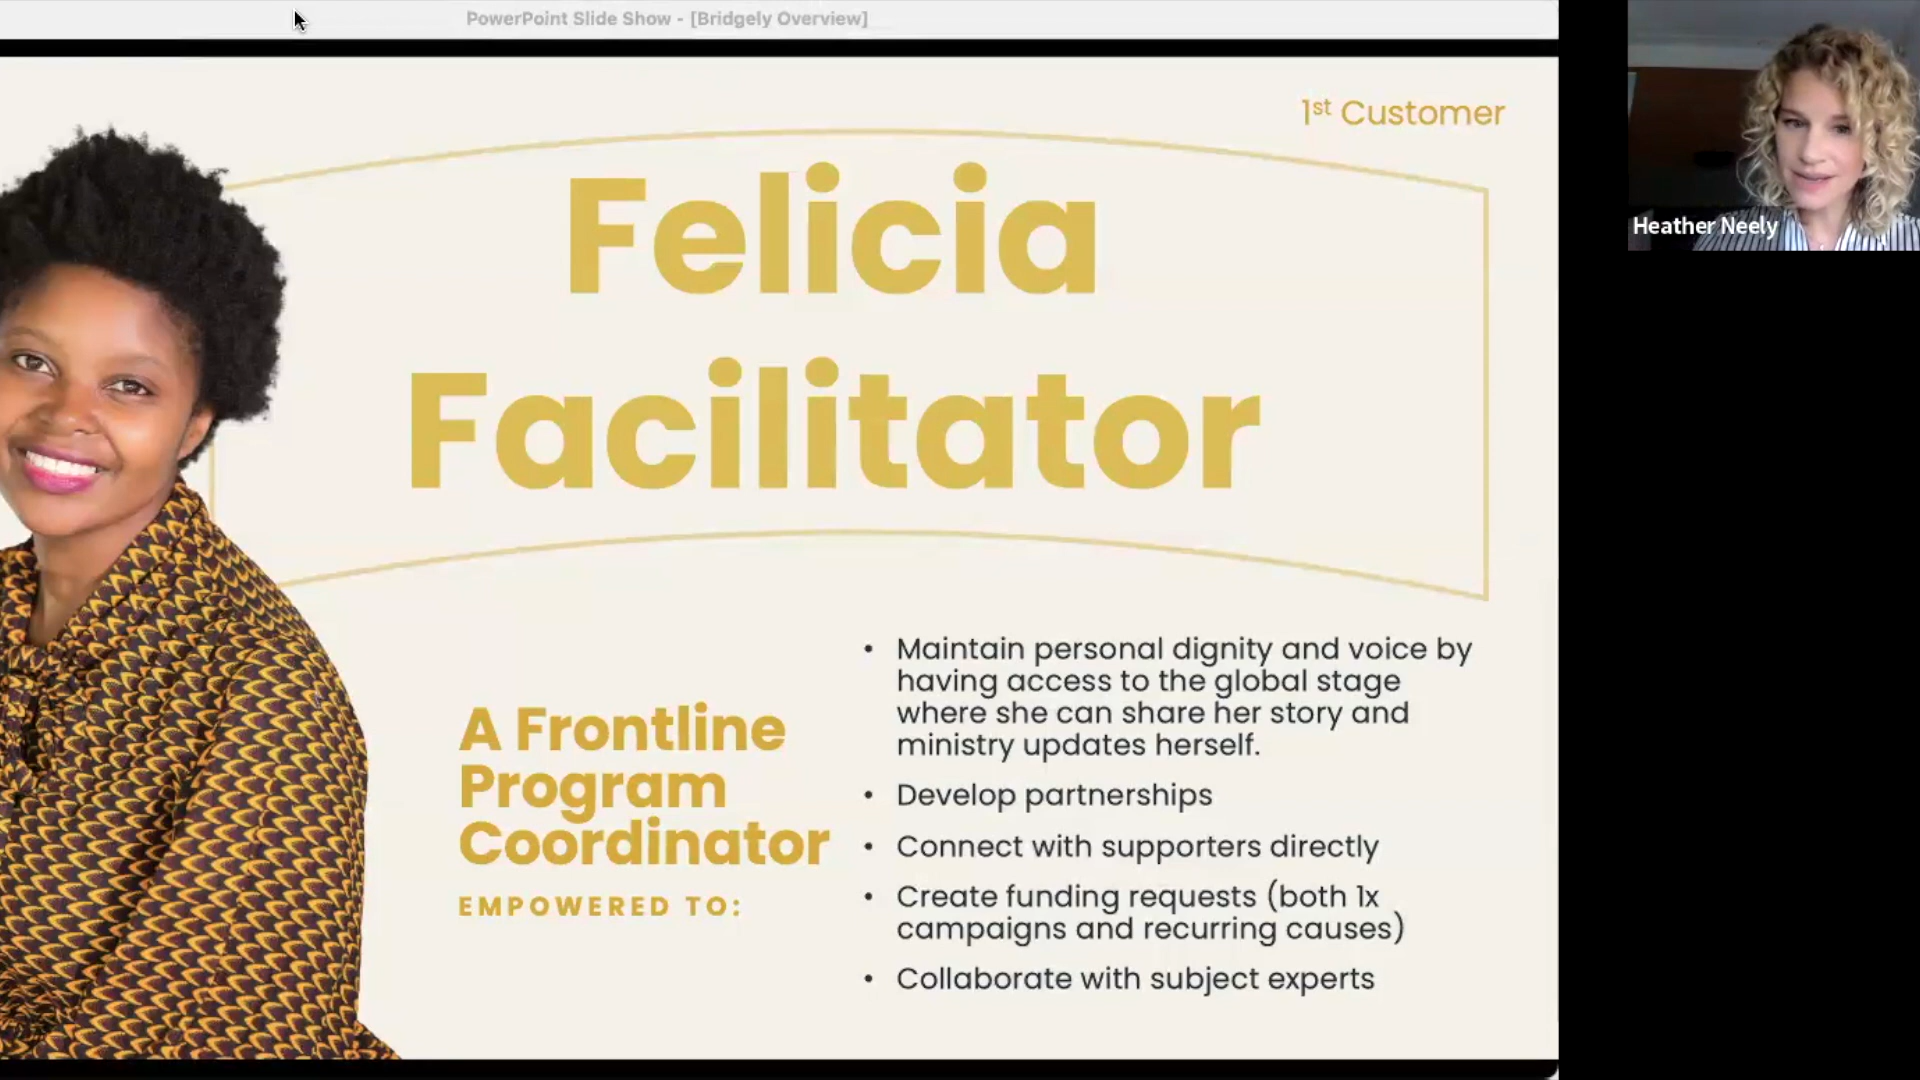 PowerPoint Slide Show - [Bridgely Overview]
1st Customer
Heather Neely
Felicia
Facilitator
A Frontline
Program
Coordinator
EMPOWERED TO:
• Maintain personal dignity and voice by
having access to the global stage
where she can share her story and
ministry updates herself.
• Develop partnerships
• Connect with supporters directly
• Create funding requests (both 1x
campaigns and recurring causes)
• Collaborate with subject experts